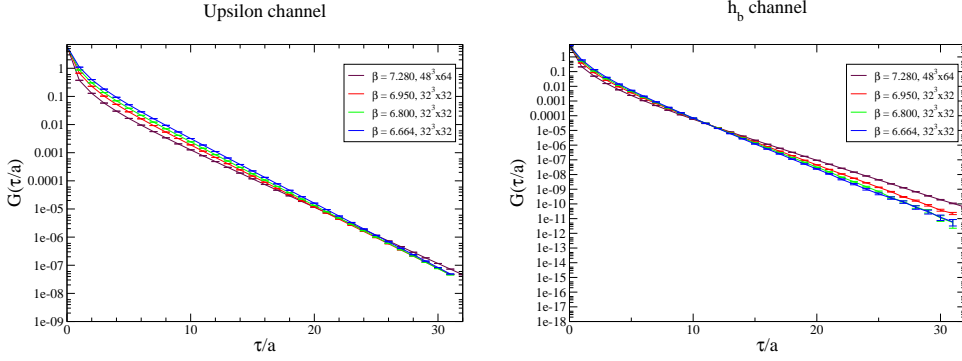 Upsilon channel
G(τ/a)
1
0.1
0.01
0.001
0.0001
1e-05
1e-06
1e-07
1e-08
1e-09
0
10
20
30
τ/a
β = 7.280, 48³x64
β = 6.950, 32³x32
β = 6.800, 32³x32
β = 6.664, 32³x32
h_b channel
G(τ/a)
1
0.1
0.01
0.001
0.0001
1e-05
1e-06
1e-07
1e-08
1e-09
1e-10
1e-11
1e-12
1e-13
1e-14
1e-15
1e-16
1e-17
1e-18
0
10
20
30
τ/a
β = 7.280, 48³x64
β = 6.950, 32³x32
β = 6.800, 32³x32
β = 6.664, 32³x32